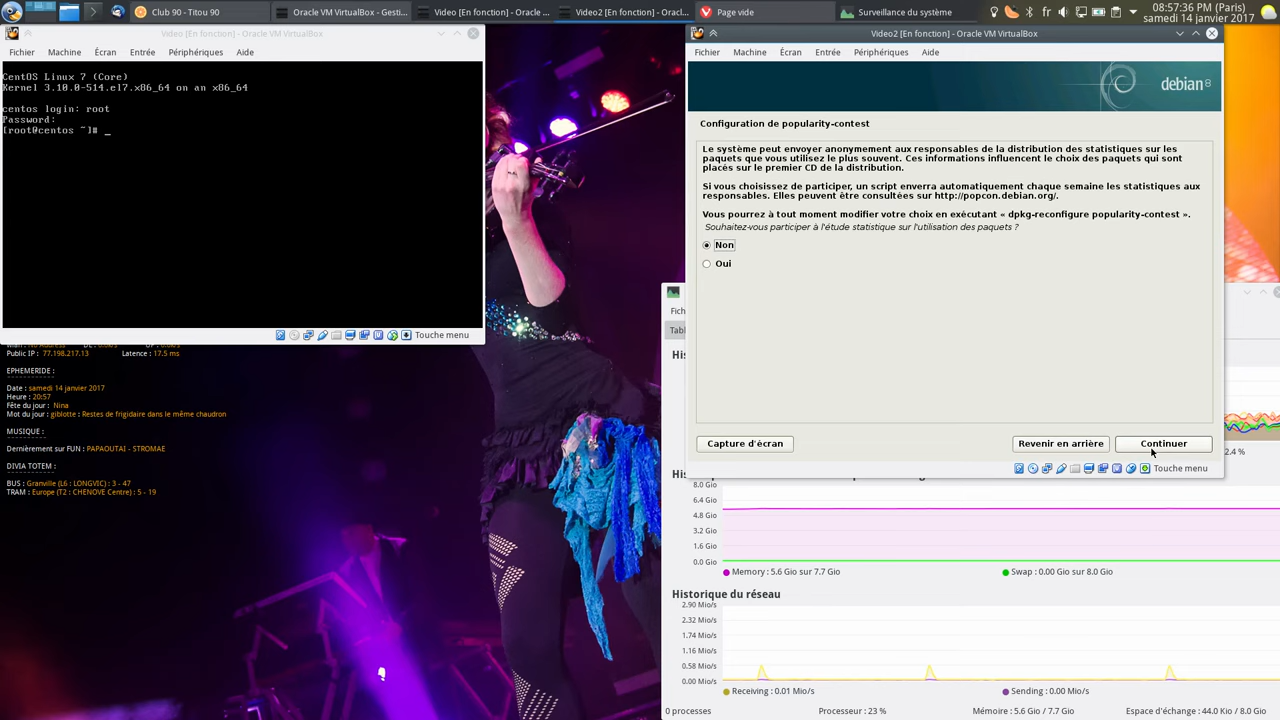 Club 90 - Titou 90
Oracle VM VirtualBox - Gesti...
Video [En fonction] - Oracle ...
Video2 [En fonction] - Oracl...
Page vide
Surveillance du système
fr
08:57:36 PM (Paris)
samedi 14 janvier 2017
Video [En fonction] - Oracle VM VirtualBox
Fichier Machine Écran Entrée Périphériques Aide
CentOS Linux 7 (Core)
Kernel 3.10.0-514.el7.x86_64 on an x86_64
centos login: root
Password:
[root@centos ~]# _
Touche menu
Public IP : 77.198.217.13 Latence : 17,5 ms
EPHEMERIDE :
Date : samedi 14 janvier 2017
Heure : 20:57
Fête du jour : Nina
Mot du jour : giblotte : Restes de frigidaire dans le même chaudron
MUSIQUE :
Dernièrement sur FUN : PAPAOUTAI - STROMAE
DIVIA TOTEM :
BUS : Granville (L6 : LONGVIC) : 3 - 47
TRAM : Europe (T2 : CHENOVE Centre) : 5 - 19
Video2 [En fonction] - Oracle VM VirtualBox
Fichier Machine Écran Entrée Périphériques Aide
debian 8
Configuration de popularity-contest
Le système peut envoyer anonymement aux responsables de la distribution des statistiques sur les
paquets que vous utilisez le plus souvent. Ces informations influencent le choix des paquets qui sont
placés sur le premier CD de la distribution.
Si vous choisissez de participer, un script enverra automatiquement chaque semaine les statistiques aux
responsables. Elles peuvent être consultées sur http://popcon.debian.org/.
Vous pourrez à tout moment modifier votre choix en exécutant « dpkg-reconfigure popularity-contest ».
Souhaitez-vous participer à l'étude statistique sur l'utilisation des paquets ?
Non
Oui
Capture d'écran
Revenir en arrière
Continuer
Touche menu
Fich
Tabl
His
2.4 %
8.0 Gio
6.4 Gio
4.8 Gio
3.2 Gio
1.6 Gio
0.0 Gio
Memory : 5.6 Gio sur 7.7 Gio
Swap : 0.00 Gio sur 8.0 Gio
Historique du réseau
2.90 Mio/s
2.32 Mio/s
1.74 Mio/s
1.16 Mio/s
0.58 Mio/s
0.00 Mio/s
Receiving : 0.01 Mio/s
Sending : 0.00 Mio/s
0 processes
Processeur : 23 %
Mémoire : 5.6 Gio / 7.7 Gio
Espace d'échange : 44.0 Kio / 8.0 Gio